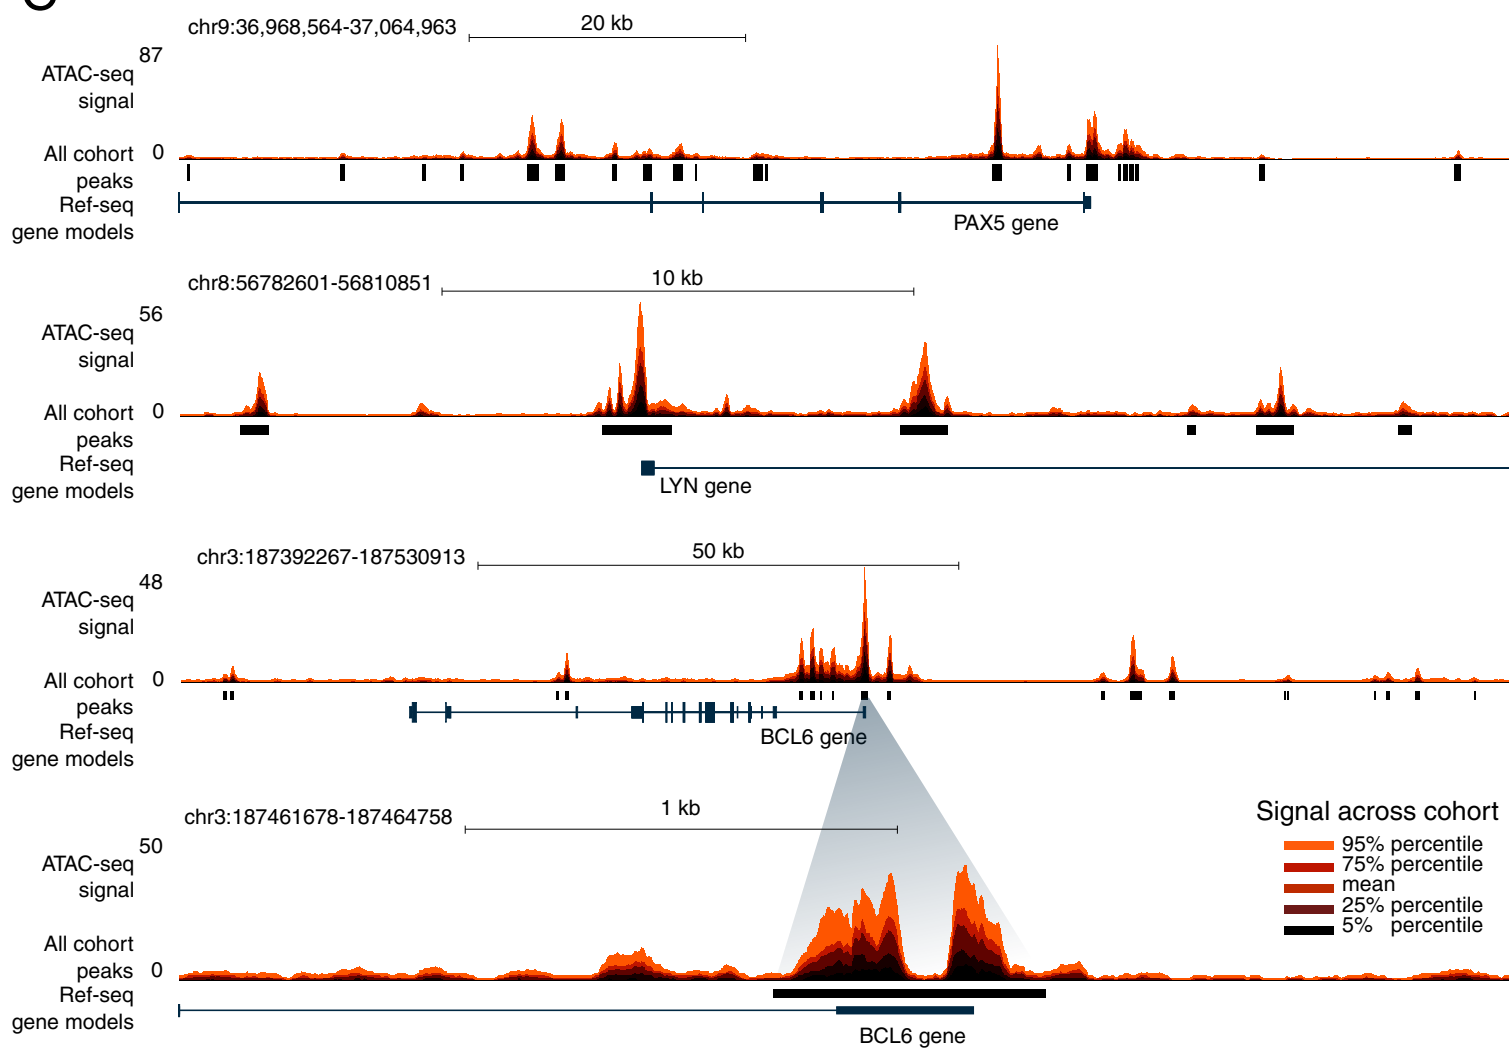 chr9:36,968,564-37,064,963
20 kb
87
ATAC-seq
signal
All cohort
0
peaks
Ref-seq
gene models
PAX5 gene
chr8:56782601-56810851
10 kb
56
ATAC-seq
signal
All cohort
0
peaks
Ref-seq
gene models
LYN gene
chr3:187392267-187530913
50 kb
48
ATAC-seq
signal
All cohort
0
peaks
Ref-seq
gene models
BCL6 gene
chr3:187461678-187464758
1 kb
50
ATAC-seq
signal
All cohort
peaks
0
Ref-seq
gene models
BCL6 gene
Signal across cohort
95% percentile
75% percentile
mean
25% percentile
5% percentile